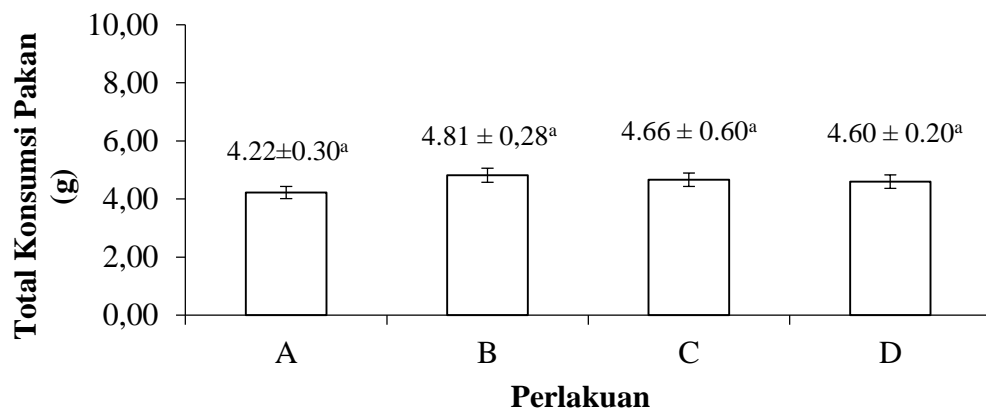 Total Konsumsi Pakan
(g)
10,00
8,00
6,00
4,00
2,00
0,00
4.22±0.30ᵃ
4.81 ± 0,28ᵃ
4.66 ± 0.60ᵃ
4.60 ± 0.20ᵃ
A
B
C
D
Perlakuan